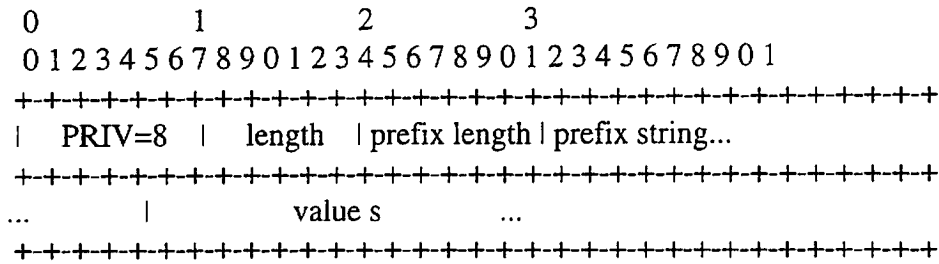 0 1 2 3
0 1 2 3 4 5 6 7 8 9 0 1 2 3 4 5 6 7 8 9 0 1 2 3 4 5 6 7 8 9 0 1
+-+-+-+-+-+-+-+-+-+-+-+-+-+-+-+-+-+-+-+-+-+-+-+-+-+-+-+-+-+-+-+-+
| PRIV=8 | length | prefix length | prefix string...
+-+-+-+-+-+-+-+-+-+-+-+-+-+-+-+-+-+-+-+-+-+-+-+-+-+-+-+-+-+-+-+-+
... | value s ...
+-+-+-+-+-+-+-+-+-+-+-+-+-+-+-+-+-+-+-+-+-+-+-+-+-+-+-+-+-+-+-+-+